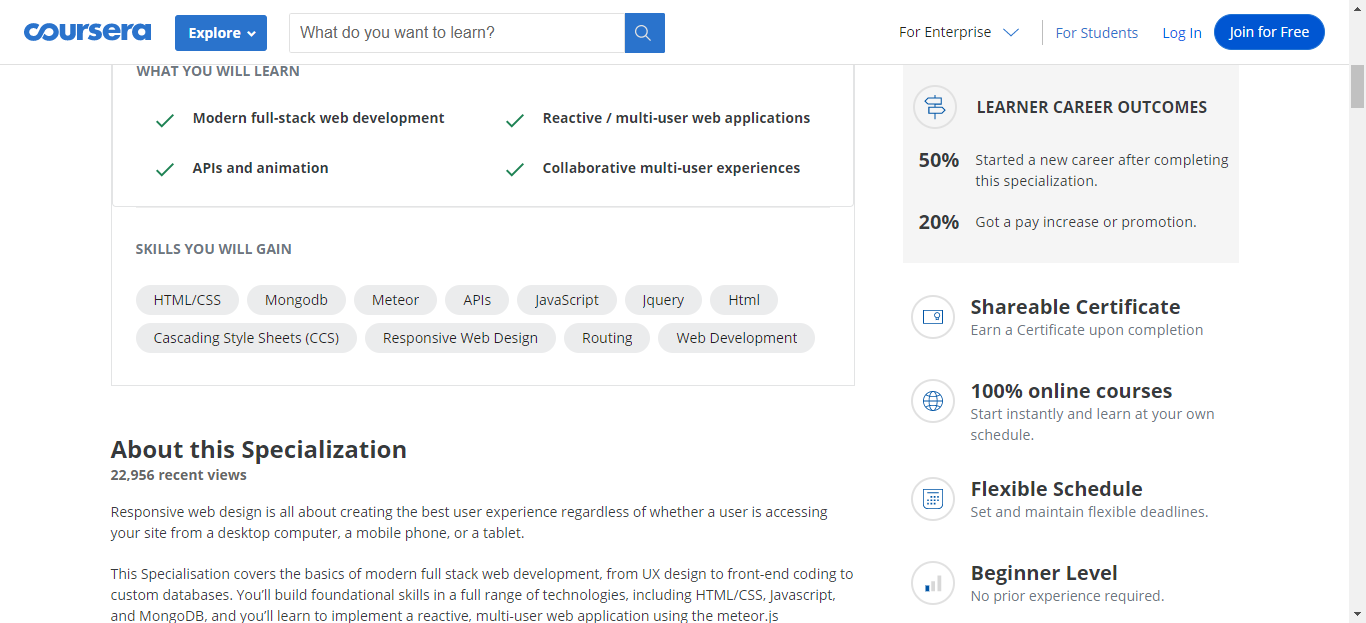 coursera
Explore
What do you want to learn?
For Enterprise
For Students
Log In
Join for Free
WHAT YOU WILL LEARN
Modern full-stack web development
Reactive / multi-user web applications
APIs and animation
Collaborative multi-user experiences
SKILLS YOU WILL GAIN
HTML/CSS
Mongodb
Meteor
APIs
JavaScript
Jquery
Html
Cascading Style Sheets (CCS)
Responsive Web Design
Routing
Web Development
About this Specialization
22,956 recent views
Responsive web design is all about creating the best user experience regardless of whether a user is accessing
your site from a desktop computer, a mobile phone, or a tablet.
This Specialisation covers the basics of modern full stack web development, from UX design to front-end coding to
custom databases. You’ll build foundational skills in a full range of technologies, including HTML/CSS, Javascript,
and MongoDB, and you’ll learn to implement a reactive, multi-user web application using the meteor.js
LEARNER CAREER OUTCOMES
50% Started a new career after completing
this specialization.
20% Got a pay increase or promotion.
Shareable Certificate
Earn a Certificate upon completion
100% online courses
Start instantly and learn at your own
schedule.
Flexible Schedule
Set and maintain flexible deadlines.
Beginner Level
No prior experience required.